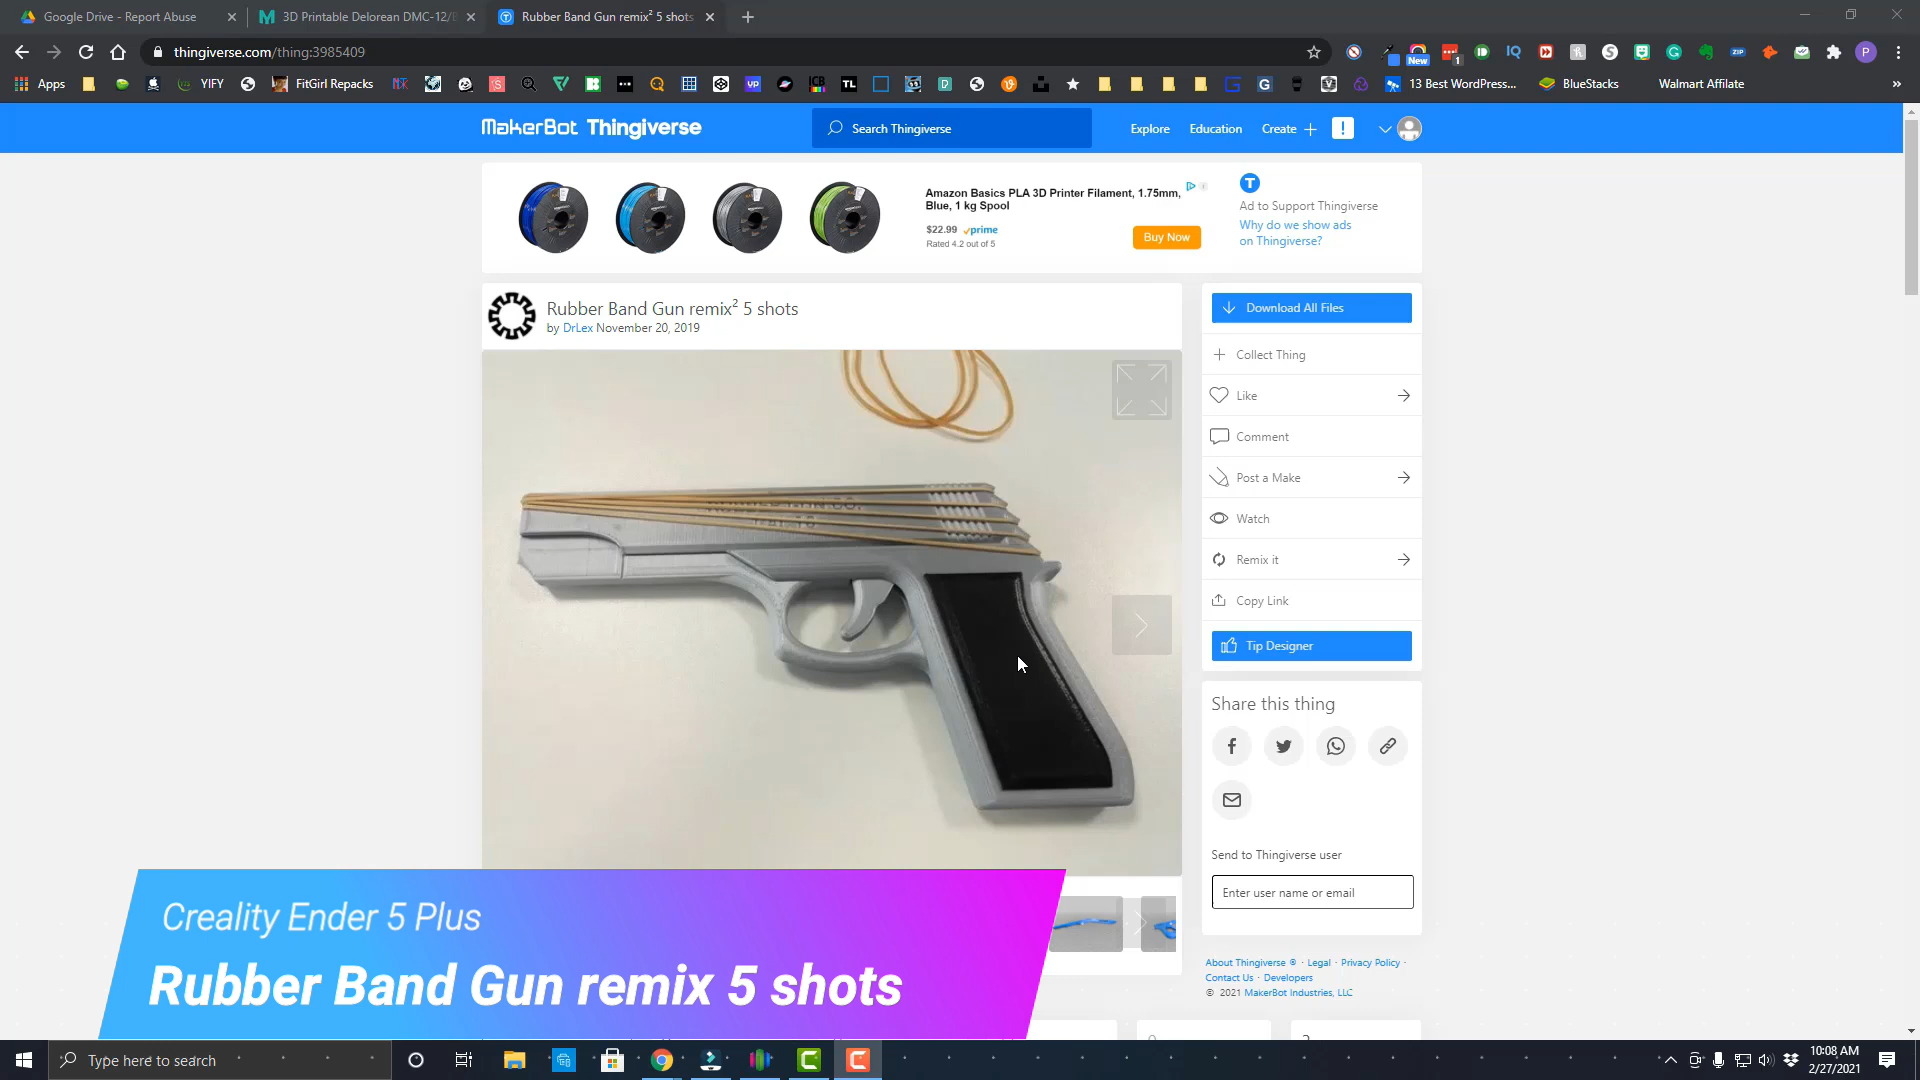 Google Drive - Report Abuse
3D Printable Delorean DMC-12/B
Rubber Band Gun remix² 5 shots
thingiverse.com/thing:3985409
New
1
Apps
YIFY
FitGirl Repacks
13 Best WordPress...
BlueStacks
Walmart Affilate
MakerBot Thingiverse
Search Thingiverse
Explore
Education
Create
Amazon Basics PLA 3D Printer Filament, 1.75mm,
Blue, 1 kg Spool
$22.99 prime
Rated 4.2 out of 5
Buy Now
Ad to Support Thingiverse
Why do we show ads
on Thingiverse?
Rubber Band Gun remix² 5 shots
by DrLex November 20, 2019
Download All Files
Collect Thing
Like
Comment
Post a Make
Watch
Remix it
Copy Link
Tip Designer
Share this thing
Send to Thingiverse user
Enter user name or email
About Thingiverse ® · Legal · Privacy Policy ·
Contact Us · Developers
© 2021 MakerBot Industries, LLC
Creality Ender 5 Plus
Rubber Band Gun remix 5 shots
Type here to search
10:08 AM
2/27/2021